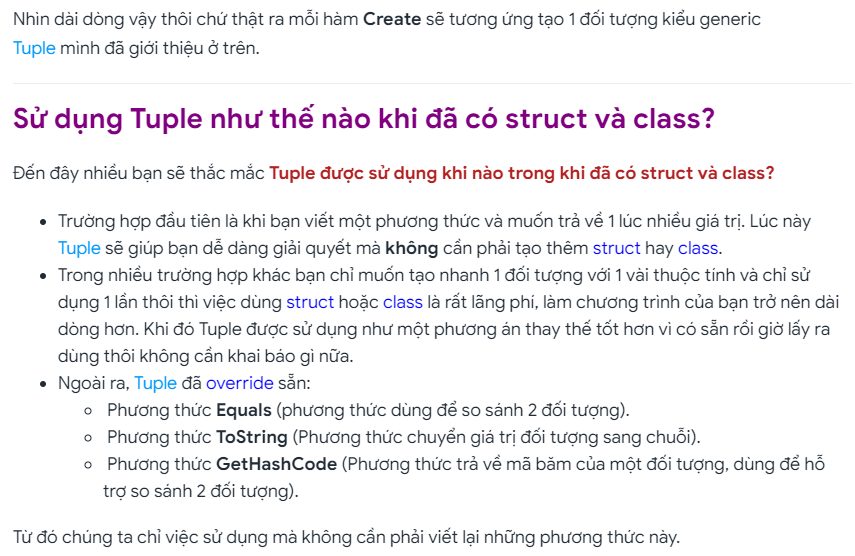 Nhìn dài dòng vậy thôi chứ thật ra mỗi hàm Create sẽ tương ứng tạo 1 đối tượng kiểu generic
Tuple mình đã giới thiệu ở trên.
Sử dụng Tuple như thế nào khi đã có struct và class?
Đến đây nhiều bạn sẽ thắc mắc Tuple được sử dụng khi nào trong khi đã có struct và class?
• Trường hợp đầu tiên là khi bạn viết một phương thức và muốn trả về 1 lúc nhiều giá trị. Lúc này
Tuple sẽ giúp bạn dễ dàng giải quyết mà không cần phải tạo thêm struct hay class.
• Trong nhiều trường hợp khác bạn chỉ muốn tạo nhanh 1 đối tượng với 1 vài thuộc tính và chỉ sử
dụng 1 lần thôi thì việc dùng struct hoặc class là rất lãng phí, làm chương trình của bạn trở nên dài
dòng hơn. Khi đó Tuple được sử dụng như một phương án thay thế tốt hơn vì có sẵn rồi giờ lấy ra
dùng thôi không cần khai báo gì nữa.
• Ngoài ra, Tuple đã override sẵn:
◦ Phương thức Equals (phương thức dùng để so sánh 2 đối tượng).
◦ Phương thức ToString (Phương thức chuyển giá trị đối tượng sang chuỗi).
◦ Phương thức GetHashCode (Phương thức trả về mã băm của một đối tượng, dùng để hỗ
trợ so sánh 2 đối tượng).
Từ đó chúng ta chỉ việc sử dụng mà không cần phải viết lại những phương thức này.